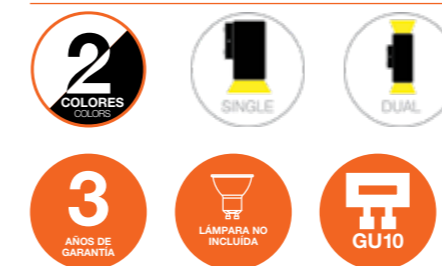 2
COLORES
COLORS
SINGLE
DUAL
3
AÑOS DE
GARANTÍA
LÁMPARA NO
INCLUÍDA
GU10